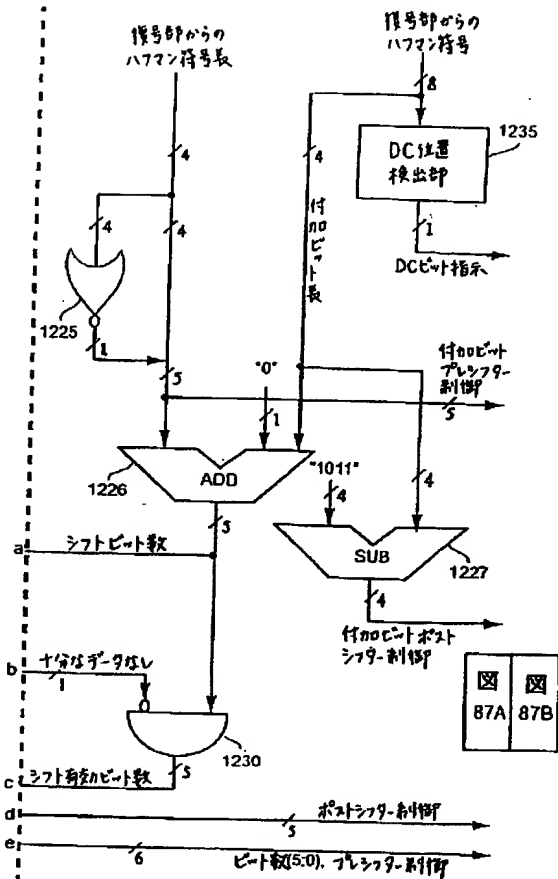 復号部からの
ハフマン符号長
復号部からの
ハフマン符号
8
1235
DC位置
検出部
4
4
付加ビット長
1
DCビット指示
4
4
1225
1
5
"0"
1
付加ビット
プレシフター
制御
5
1226
ADD
"1011"
4
4
5
SUB
1227
a
シフトビット数
4
付加ビットポスト
シフター制御
b
十分なデータなし
1
図
87A
図
87B
1230
5
c
シフト有効ビット数
d
5
ポストシフター制御
e
6
ビット数(5:0), プレシフター制御